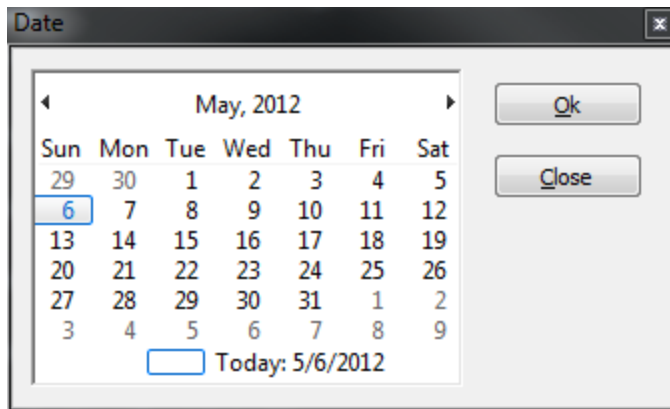 Date
May, 2012
Ok
Sun Mon Tue Wed Thu Fri Sat
29 30 1 2 3 4 5
Close
6 7 8 9 10 11 12
13 14 15 16 17 18 19
20 21 22 23 24 25 26
27 28 29 30 31 1 2
3 4 5 6 7 8 9
Today: 5/6/2012